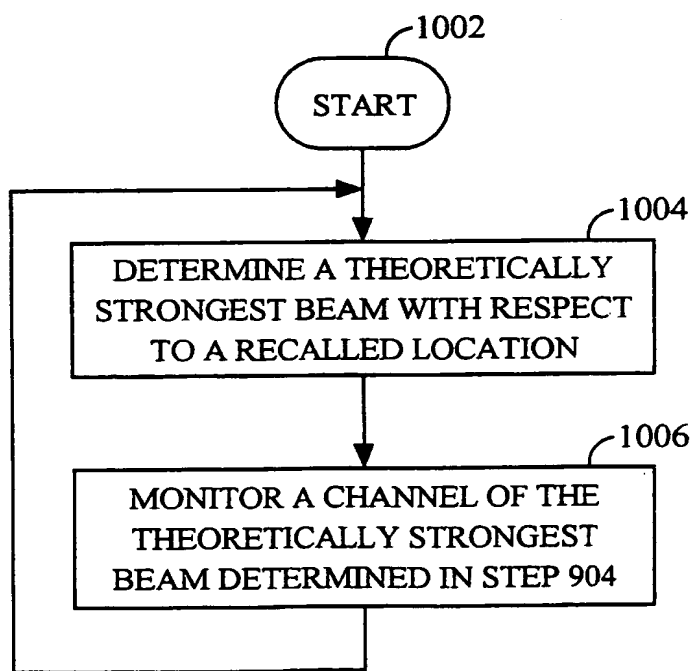 1002
START
1004
DETERMINE A THEORETICALLY
STRONGEST BEAM WITH RESPECT
TO A RECALLED LOCATION
1006
MONITOR A CHANNEL OF THE
THEORETICALLY STRONGEST
BEAM DETERMINED IN STEP 904